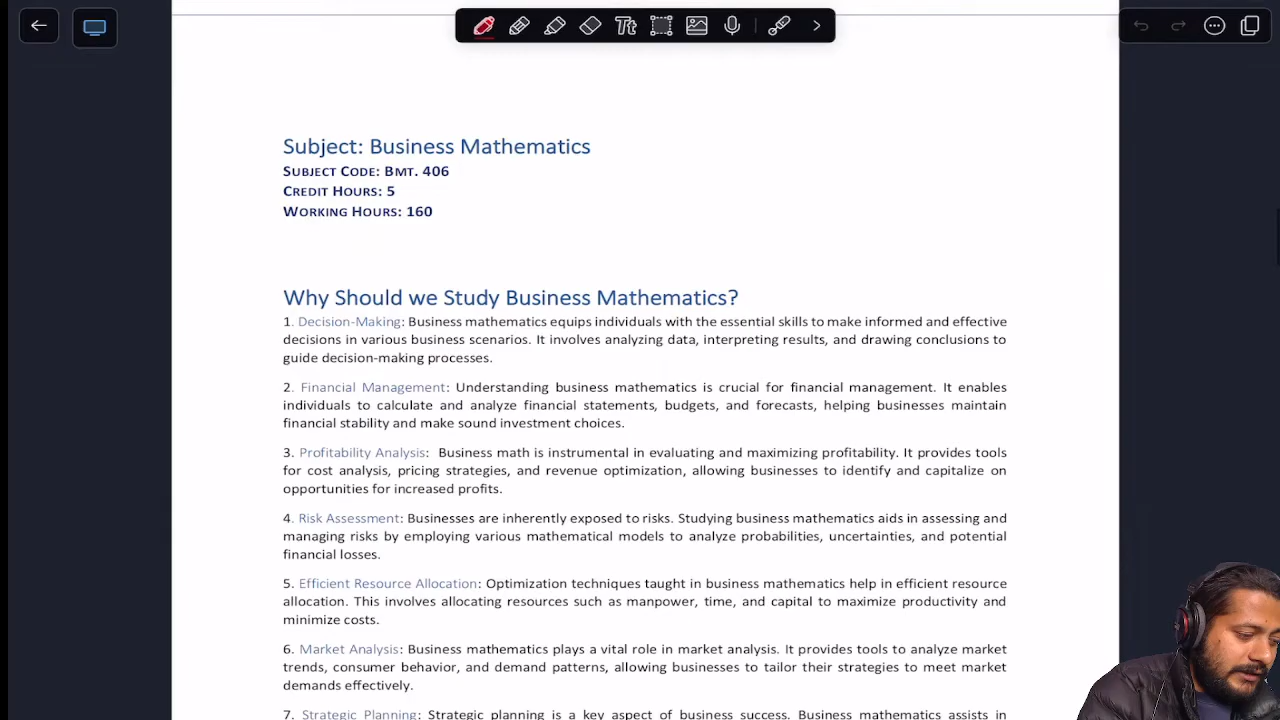 Tt
Subject: Business Mathematics
SUBJECT CODE: BMT. 406
CREDIT HOURS: 5
WORKING HOURS: 160
Why Should we Study Business Mathematics?
1. Decision-Making: Business mathematics equips individuals with the essential skills to make informed and effective
decisions in various business scenarios. It involves analyzing data, interpreting results, and drawing conclusions to
guide decision-making processes.
2. Financial Management: Understanding business mathematics is crucial for financial management. It enables
individuals to calculate and analyze financial statements, budgets, and forecasts, helping businesses maintain
financial stability and make sound investment choices.
3. Profitability Analysis: Business math is instrumental in evaluating and maximizing profitability. It provides tools
for cost analysis, pricing strategies, and revenue optimization, allowing businesses to identify and capitalize on
opportunities for increased profits.
4. Risk Assessment: Businesses are inherently exposed to risks. Studying business mathematics aids in assessing and
managing risks by employing various mathematical models to analyze probabilities, uncertainties, and potential
financial losses.
5. Efficient Resource Allocation: Optimization techniques taught in business mathematics help in efficient resource
allocation. This involves allocating resources such as manpower, time, and capital to maximize productivity and
minimize costs.
6. Market Analysis: Business mathematics plays a vital role in market analysis. It provides tools to analyze market
trends, consumer behavior, and demand patterns, allowing businesses to tailor their strategies to meet market
demands effectively.
7. Strategic Planning: Strategic planning is a key aspect of business success. Business mathematics assists in